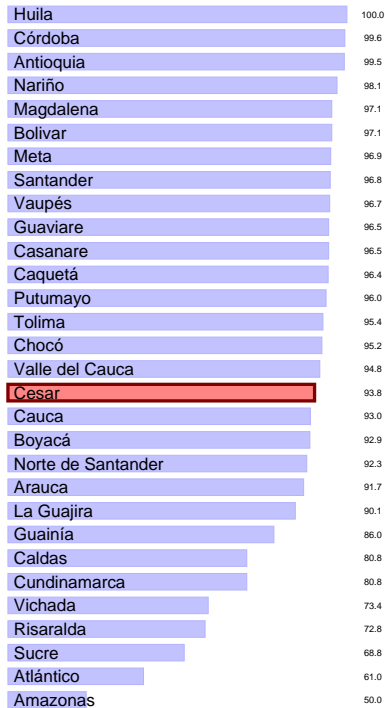 Huila 100.0
Córdoba 99.6
Antioquia 99.5
Nariño 98.1
Magdalena 97.1
Bolivar 97.1
Meta 96.9
Santander 96.8
Vaupés 96.7
Guaviare 96.5
Casanare 96.5
Caquetá 96.4
Putumayo 96.0
Tolima 95.4
Chocó 95.2
Valle del Cauca 94.8
Cesar 93.8
Cauca 93.0
Boyacá 92.9
Norte de Santander 92.3
Arauca 91.7
La Guajira 90.1
Guainía 86.0
Caldas 80.8
Cundinamarca 80.8
Vichada 73.4
Risaralda 72.8
Sucre 68.8
Atlántico 61.0
Amazonas 50.0